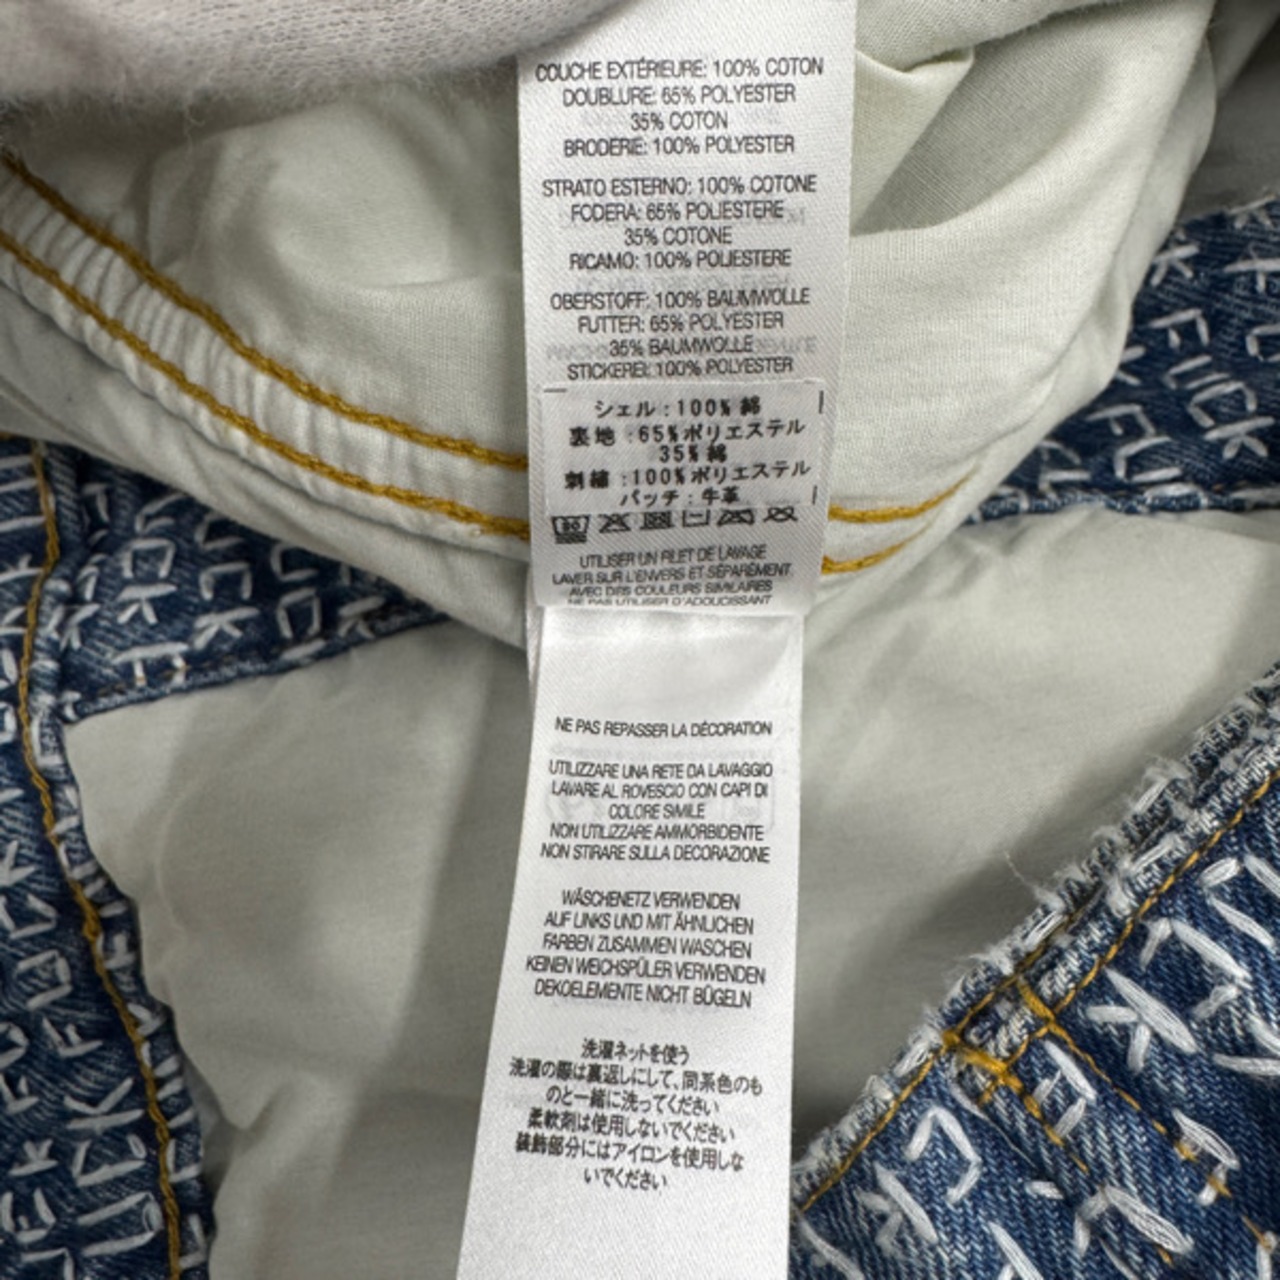 COUCHE EXTÉRIEURE: 100% COTON
DOUBLURE: 65% POLYESTER
35% COTON
BRODERIE: 100% POLYESTER
STRATO ESTERNO: 100% COTONE
FODERA: 65% POLIESTERE
35% COTONE
RICAMO: 100% POLIESTERE
OBERSTOFF: 100% BAUMWOLLE
FUTTER: 65% POLYESTER
35% BAUMWOLLE
STICKEREI: 100% POLYESTER
シェル:100% 綿
裏地:65%ポリエステル
35% 綿
刺繍:100%ポリエステル
パッチ:牛革
UTILISER UN FILET DE LAVAGE
LAVER SUR L'ENVERS ET SÉPARÉMENT
AVEC DES COULEURS SIMILAIRES
NE PAS UTILISER D'ADOUCISSANT
NE PAS REPASSER LA DÉCORATION
UTILIZZARE UNA RETE DA LAVAGGIO
LAVARE AL ROVESCIO CON CAPI DI
COLORE SIMILE
NON UTILIZZARE AMMORBIDENTE
NON STIRARE SULLA DECORAZIONE
WÄSCHENETZ VERWENDEN
AUF LINKS UND MIT ÄHNLICHEN
FARBEN ZUSAMMEN WASCHEN
KEINEN WEICHSPÜLER VERWENDEN
DEKOELEMENTE NICHT BÜGELN
洗濯ネットを使う
洗濯の際は裏返しにして、同系色のも
のと一緒に洗ってください
柔軟剤は使用しないでください
装飾部分にはアイロンを使用しな
いでください
FUCK